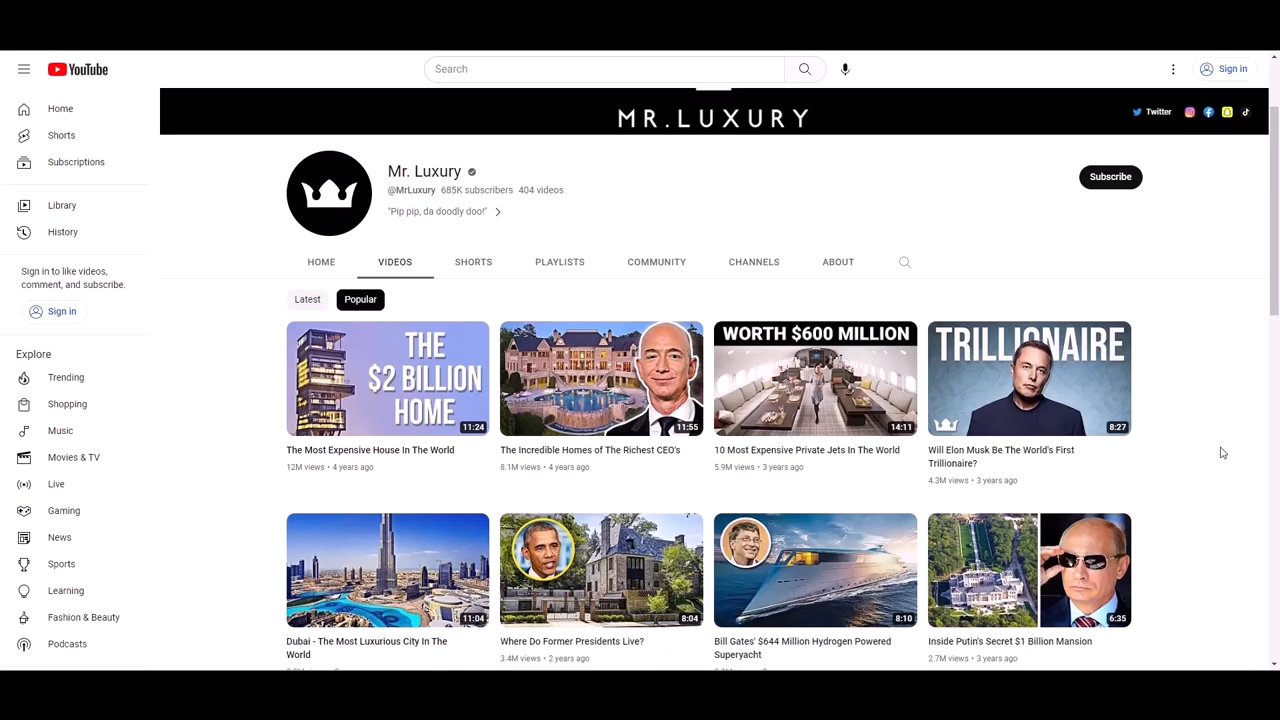 YouTube
Search
Sign in
Home
Shorts
Subscriptions
Library
History
Sign in to like videos,
comment, and subscribe.
Sign in
Explore
Trending
Shopping
Music
Movies & TV
Live
Gaming
News
Sports
Learning
Fashion & Beauty
Podcasts
MR.LUXURY
Twitter
Mr. Luxury
@MrLuxury 685K subscribers 404 videos
"Pip pip, da doodly doo!"
Subscribe
HOME VIDEOS SHORTS PLAYLISTS COMMUNITY CHANNELS ABOUT
Latest Popular
THE
$2 BILLION
HOME
11:24
The Most Expensive House In The World
12M views • 4 years ago
11:55
The Incredible Homes of The Richest CEO's
8.1M views • 4 years ago
WORTH $600 MILLION
14:11
10 Most Expensive Private Jets In The World
5.9M views • 3 years ago
TRILLIONAIRE
8:27
Will Elon Musk Be The World's First
Trillionaire?
4.3M views • 3 years ago
11:04
Dubai - The Most Luxurious City In The
World
8:04
Where Do Former Presidents Live?
3.4M views • 2 years ago
8:10
Bill Gates' $644 Million Hydrogen Powered
Superyacht
6:35
Inside Putin's Secret $1 Billion Mansion
2.7M views • 3 years ago